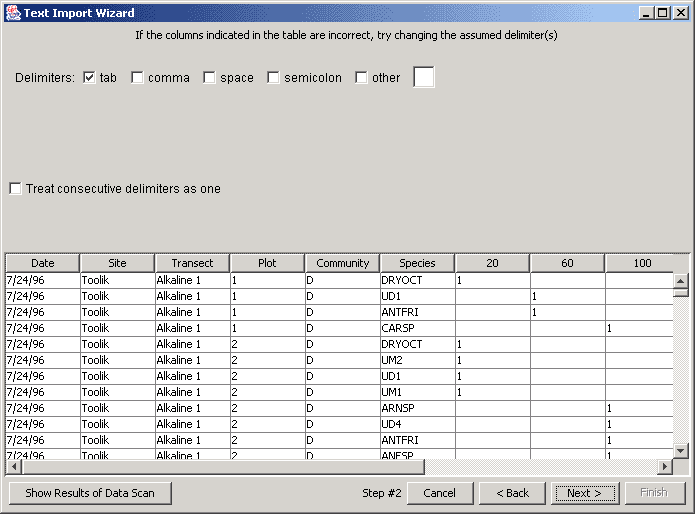 Text Import Wizard
If the columns indicated in the table are incorrect, try changing the assumed delimiter(s)
Delimiters: tab comma space semicolon other
Treat consecutive delimiters as one
Date Site Transect Plot Community Species 20 60 100
7/24/96 Toolik Alkaline 1 1 D DRYOCT 1
7/24/96 Toolik Alkaline 1 1 D UD1 1
7/24/96 Toolik Alkaline 1 1 D ANTFRI 1
7/24/96 Toolik Alkaline 1 1 D CARSP 1
7/24/96 Toolik Alkaline 1 2 D DRYOCT 1
7/24/96 Toolik Alkaline 1 2 D UM2 1
7/24/96 Toolik Alkaline 1 2 D UD1 1
7/24/96 Toolik Alkaline 1 2 D UM1 1
7/24/96 Toolik Alkaline 1 2 D ARNSP 1
7/24/96 Toolik Alkaline 1 2 D UD4 1
7/24/96 Toolik Alkaline 1 2 D ANTFRI 1
7/24/96 Toolik Alkaline 1 2 D 1
Show Results of Data Scan Step #2 Cancel < Back Next > Finish